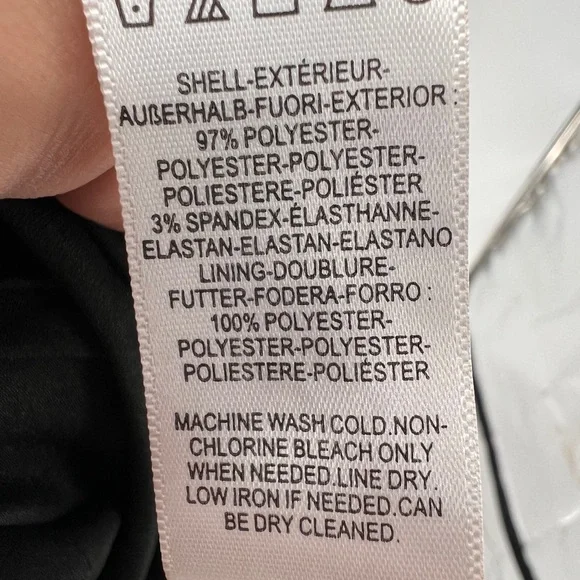 SHELL-EXTÉRIEUR-
AUßERHALB-FUORI-EXTERIOR :
97% POLYESTER-
POLYESTER-POLYESTER-
POLIESTERE-POLIÉSTER
3% SPANDEX-ÉLASTHANNE-
ELASTAN-ELASTAN-ELASTANO
LINING-DOUBLURE-
FUTTER-FODERA-FORRO :
100% POLYESTER-
POLYESTER-POLYESTER-
POLIESTERE-POLIÉSTER
MACHINE WASH COLD.NON-
CHLORINE BLEACH ONLY
WHEN NEEDED.LINE DRY.
LOW IRON IF NEEDED.CAN
BE DRY CLEANED.